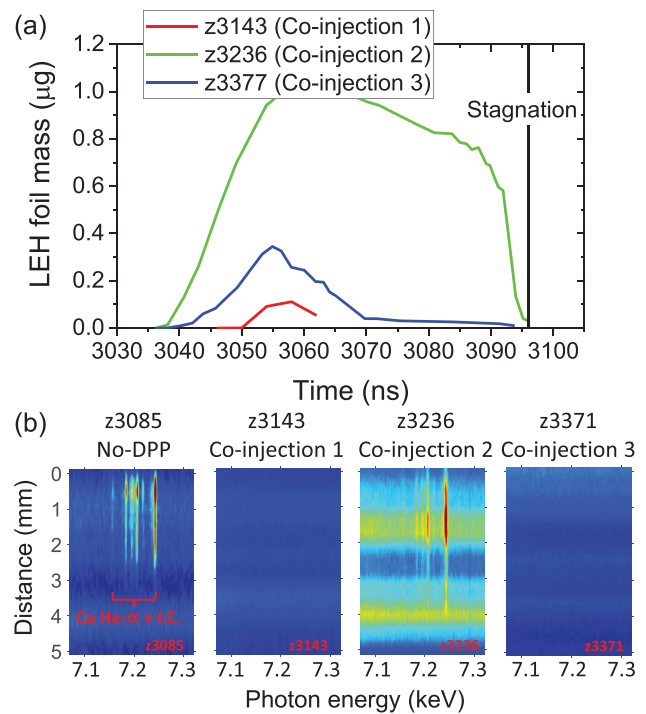 (a)
z3143 (Co-injection 1)
z3236 (Co-injection 2)
z3377 (Co-injection 3)
1.2
1.0
0.8
0.6
0.4
0.2
0.0
LEH foil mass (μg)
Stagnation
3030 3040 3050 3060 3070 3080 3090 3100
Time (ns)
(b)
z3085 z3143 z3236 z3371
No-DPP Co-injection 1 Co-injection 2 Co-injection 3
0
1
2
3
4
5
Distance (mm)
Co He-∝ + I.C.
z3085 z3143 z3236 z3371
7.1 7.2 7.3 7.1 7.2 7.3 7.1 7.2 7.3 7.1 7.2 7.3
Photon energy (keV)